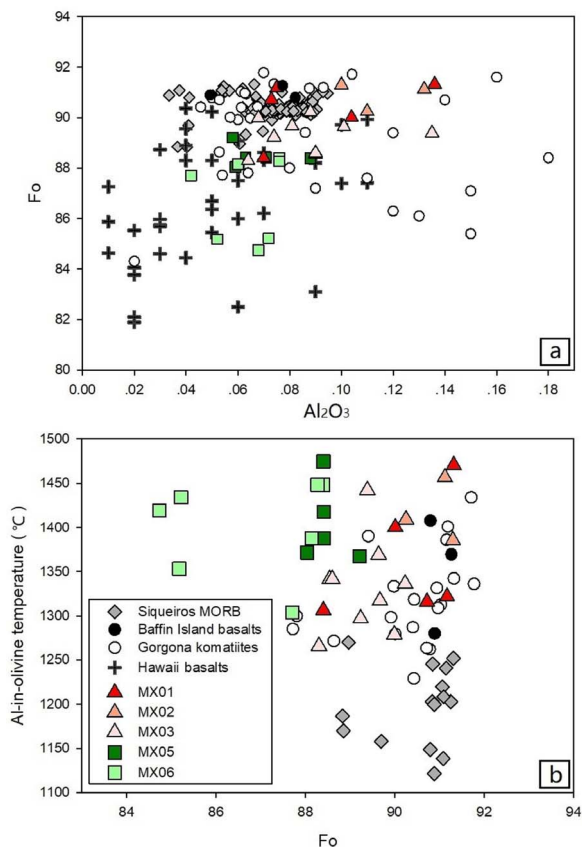 94
92
90
88
86
84
82
80
Fo
a
0.00 .02 .04 .06 .08 .10 .12 .14 .16 .18
Al₂O₃
1500
1450
1400
1350
1300
1250
1200
1150
1100
Al-in-olivine temperature (℃)
Siqueiros MORB
Baffin Island basalts
Gorgona komatiites
Hawaii basalts
MX01
MX02
MX03
MX05
MX06
b
84 86 88 90 92 94
Fo